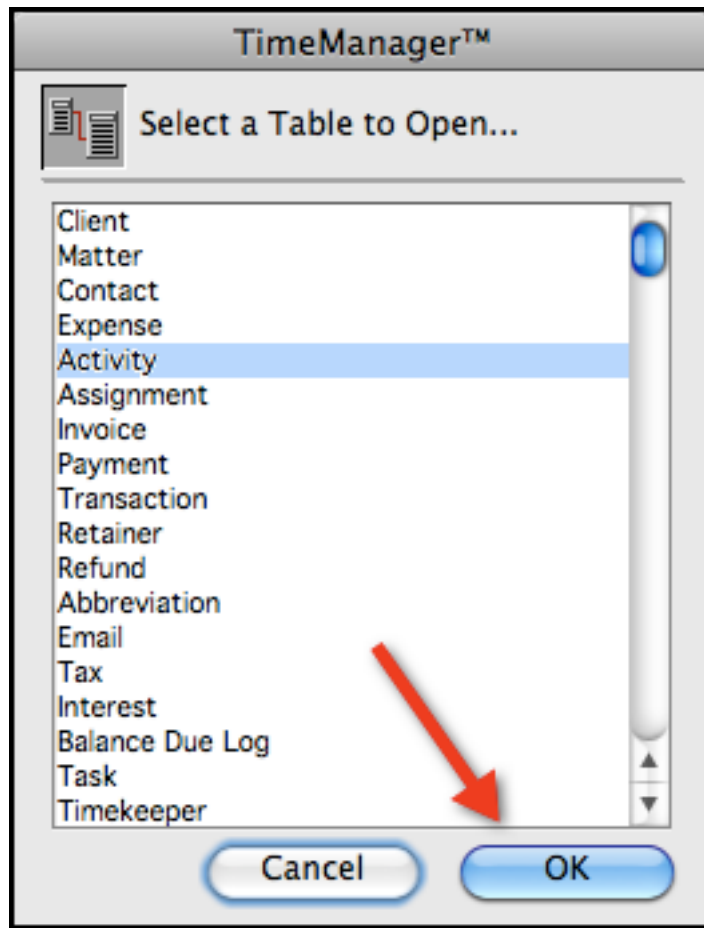 TimeManager™
Select a Table to Open...
Client
Matter
Contact
Expense
Activity
Assignment
Invoice
Payment
Transaction
Retainer
Refund
Abbreviation
Email
Tax
Interest
Balance Due Log
Task
Timekeeper
Cancel OK